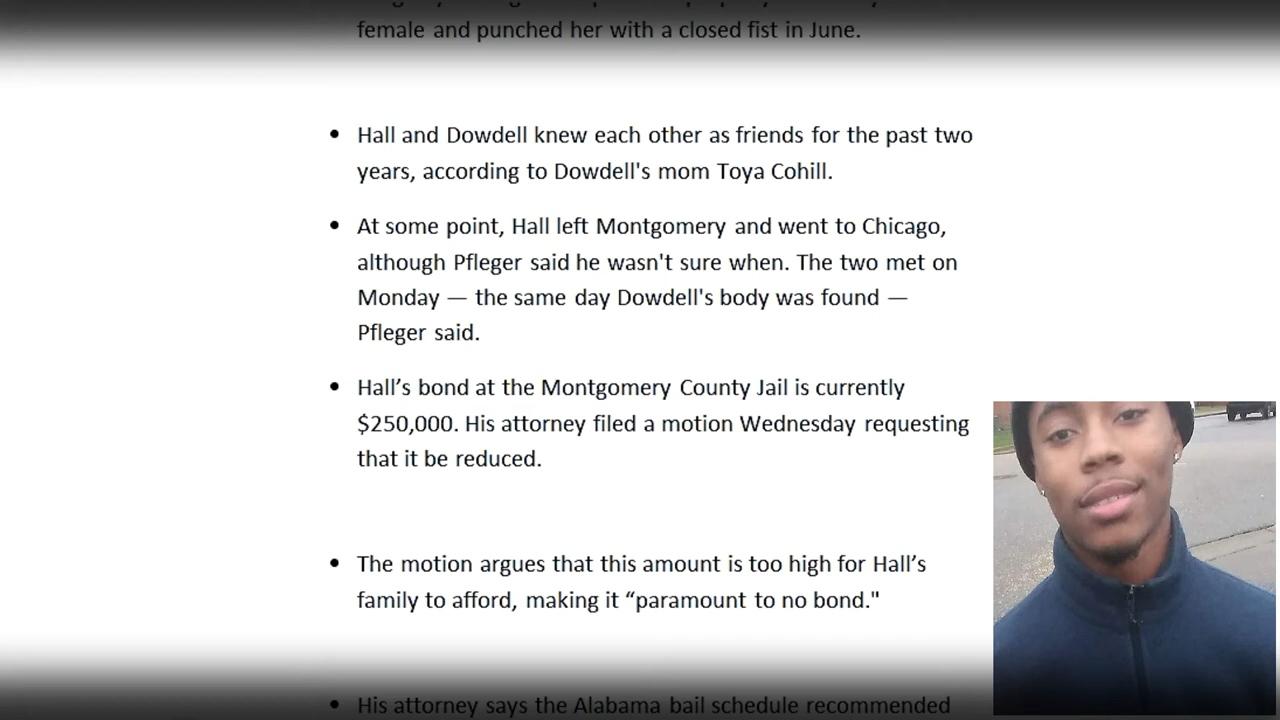 female and punched her with a closed fist in June.
• Hall and Dowdell knew each other as friends for the past two
years, according to Dowdell's mom Toya Cohill.
• At some point, Hall left Montgomery and went to Chicago,
although Pfleger said he wasn't sure when. The two met on
Monday — the same day Dowdell's body was found —
Pfleger said.
• Hall’s bond at the Montgomery County Jail is currently
$250,000. His attorney filed a motion Wednesday requesting
that it be reduced.
• The motion argues that this amount is too high for Hall’s
family to afford, making it “paramount to no bond."
• His attorney says the Alabama bail schedule recommended